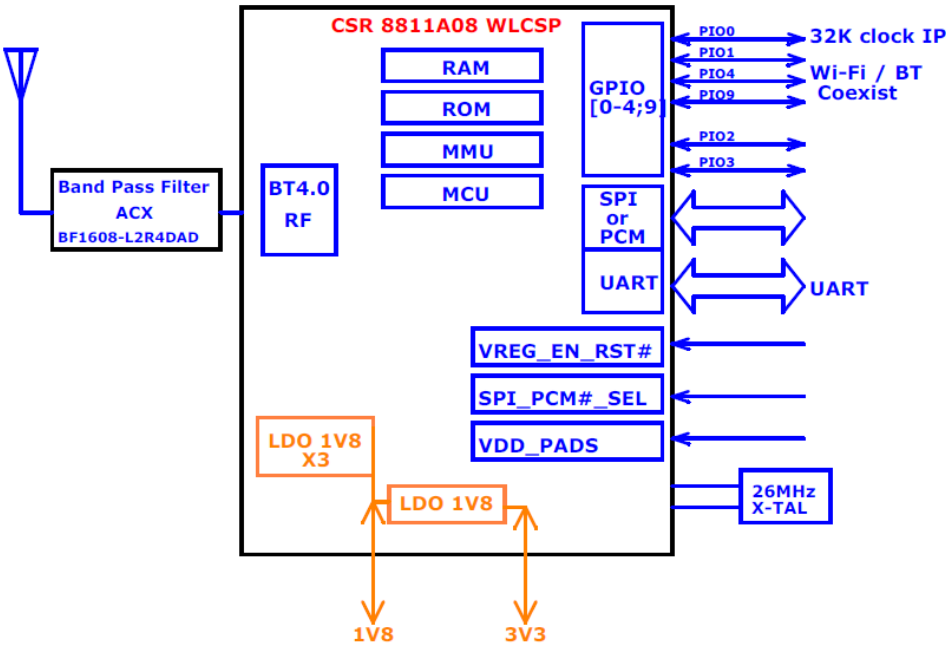 CSR 8811A08 WLCSP
RAM
ROM
MMU
MCU
BT4.0
RF
Band Pass Filter
ACX
BF1608-L2R4DAD
GPIO
[0-4;9]
PIO0
PIO1
PIO4
PIO9
PIO2
PIO3
32K clock IP
Wi-Fi / BT
Coexist
SPI
or
PCM
UART
UART
VREG_EN_RST#
SPI_PCM#_SEL
VDD_PADS
LDO 1V8
X3
LDO 1V8
26MHz
X-TAL
1V8
3V3